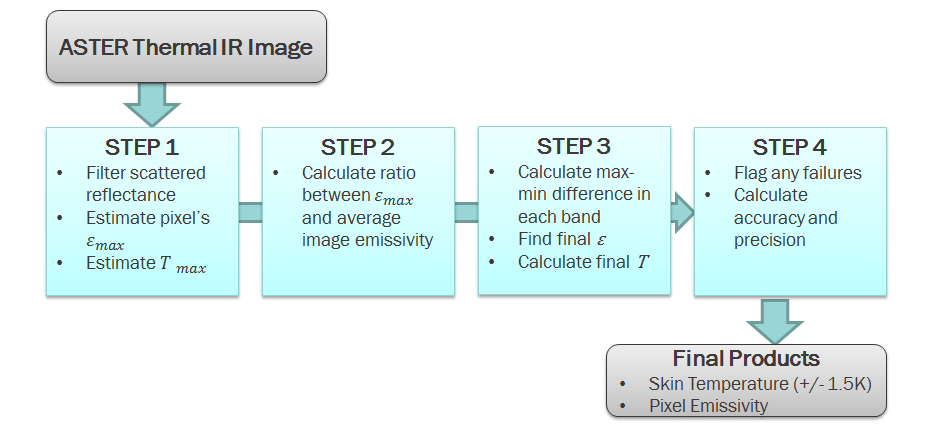 ASTER Thermal IR Image
STEP 1
• Filter scattered
reflectance
• Estimate pixel's
εmax
• Estimate T max
STEP 2
• Calculate ratio
between εmax
and average
image emissivity
STEP 3
• Calculate max-
min difference in
each band
• Find final ε
• Calculate final T
STEP 4
• Flag any failures
• Calculate
accuracy and
precision
Final Products
• Skin Temperature (+/- 1.5K)
• Pixel Emissivity